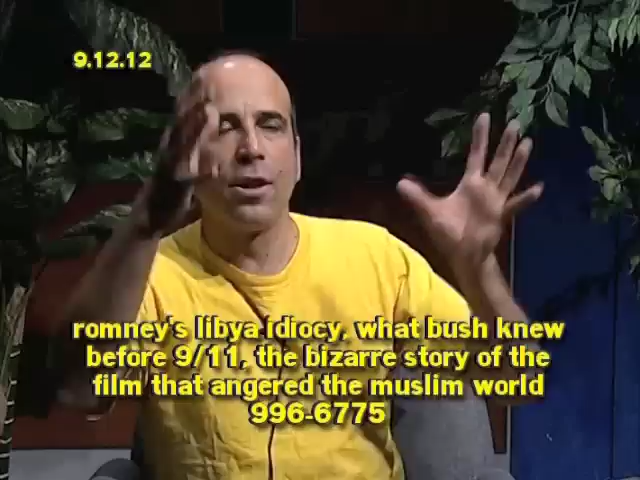 9.12.12
romney's libya idiocy, what bush knew
before 9/11, the bizarre story of the
film that angered the muslim world
996-6775